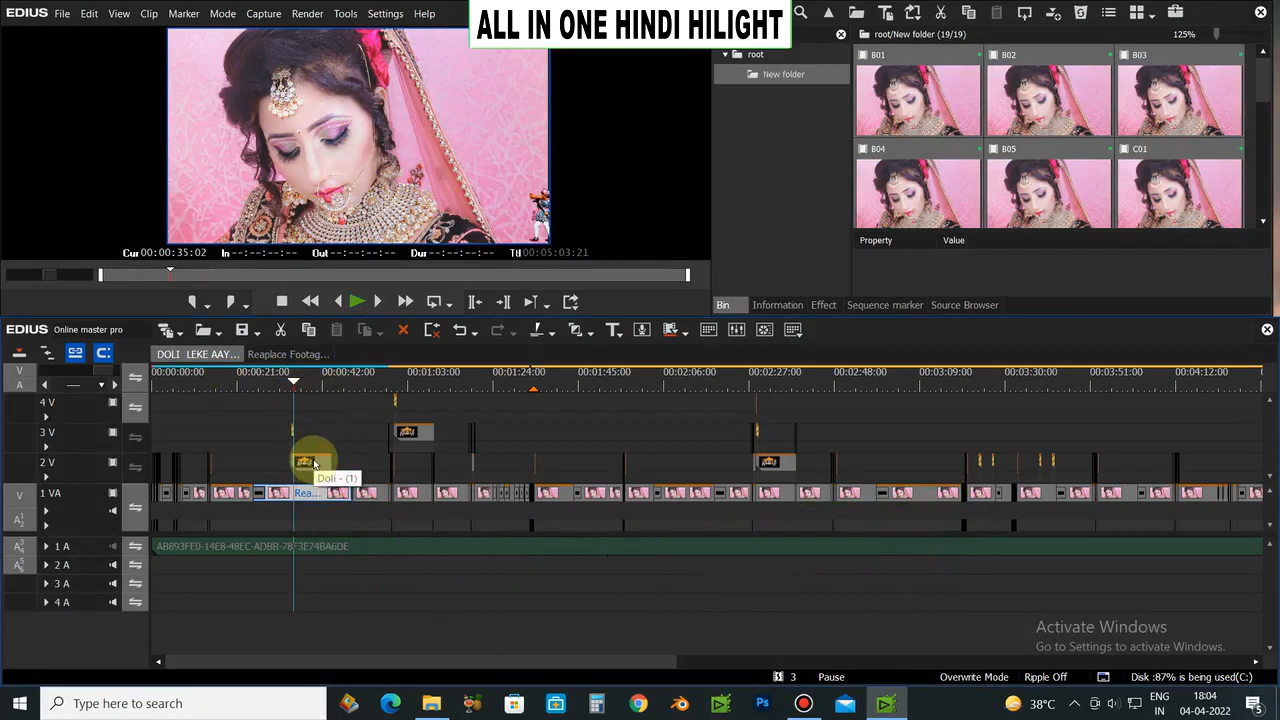 EDIUS File Edit View Clip Marker Mode Capture Render Tools Settings Help
ALL IN ONE HINDI HILIGHT
root
New folder
root/New folder (19/19)
125%
B01 B02 B03
B04 B05 C01
Property Value
Cur 00:00:35:02 In --:--:--:-- Out --:--:--:-- Dur --:--:--:-- Ttl 00:05:03:21
Bin Information Effect Sequence marker Source Browser
EDIUS Online master pro
DOLI LEKE AAY... Reaplace Footag...
00:00:00:00 00:00:21:00 00:00:42:00 00:01:03:00 00:01:24:00 00:01:45:00 00:02:06:00 00:02:27:00 00:02:48:00 00:03:09:00 00:03:30:00 00:03:51:00 00:04:12:00
V
A
4 V
3 V
2 V
Doli - (1)
V 1 VA
Rea...
1 A AB893FE0-14E8-48EC-ADBB-78F3E74BA6DE
2 A
3 A
4 A
Activate Windows
Go to Settings to activate Windows.
3 Pause Overwrite Mode Ripple Off Disk :87% is being used(C:)
Type here to search
Ps
38°C
ENG
IN
18:04
04-04-2022